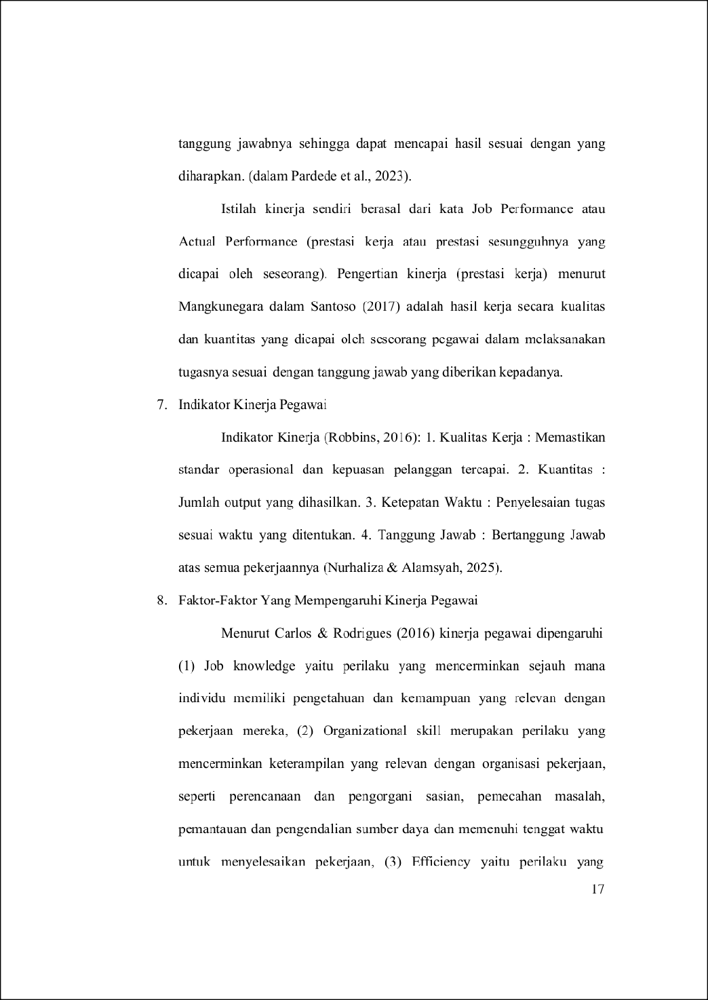 tanggung jawabnya sehingga dapat mencapai hasil sesuai dengan yang
diharapkan. (dalam Pardede et al., 2023).
Istilah kinerja sendiri berasal dari kata Job Performance atau
Actual Performance (prestasi kerja atau prestasi sesungguhnya yang
dicapai oleh seseorang). Pengertian kinerja (prestasi kerja) menurut
Mangkunegara dalam Santoso (2017) adalah hasil kerja secara kualitas
dan kuantitas yang dicapai oleh seseorang pegawai dalam melaksanakan
tugasnya sesuai dengan tanggung jawab yang diberikan kepadanya.
7. Indikator Kinerja Pegawai
Indikator Kinerja (Robbins, 2016): 1. Kualitas Kerja : Memastikan
standar operasional dan kepuasan pelanggan tercapai. 2. Kuantitas :
Jumlah output yang dihasilkan. 3. Ketepatan Waktu : Penyelesaian tugas
sesuai waktu yang ditentukan. 4. Tanggung Jawab : Bertanggung Jawab
atas semua pekerjaannya (Nurhaliza & Alamsyah, 2025).
8. Faktor-Faktor Yang Mempengaruhi Kinerja Pegawai
Menurut Carlos & Rodrigues (2016) kinerja pegawai dipengaruhi
(1) Job knowledge yaitu perilaku yang mencerminkan sejauh mana
individu memiliki pengetahuan dan kemampuan yang relevan dengan
pekerjaan mereka, (2) Organizational skill merupakan perilaku yang
mencerminkan keterampilan yang relevan dengan organisasi pekerjaan,
seperti perencanaan dan pengorgani sasian, pemecahan masalah,
pemantauan dan pengendalian sumber daya dan memenuhi tenggat waktu
untuk menyelesaikan pekerjaan, (3) Efficiency yaitu perilaku yang
17